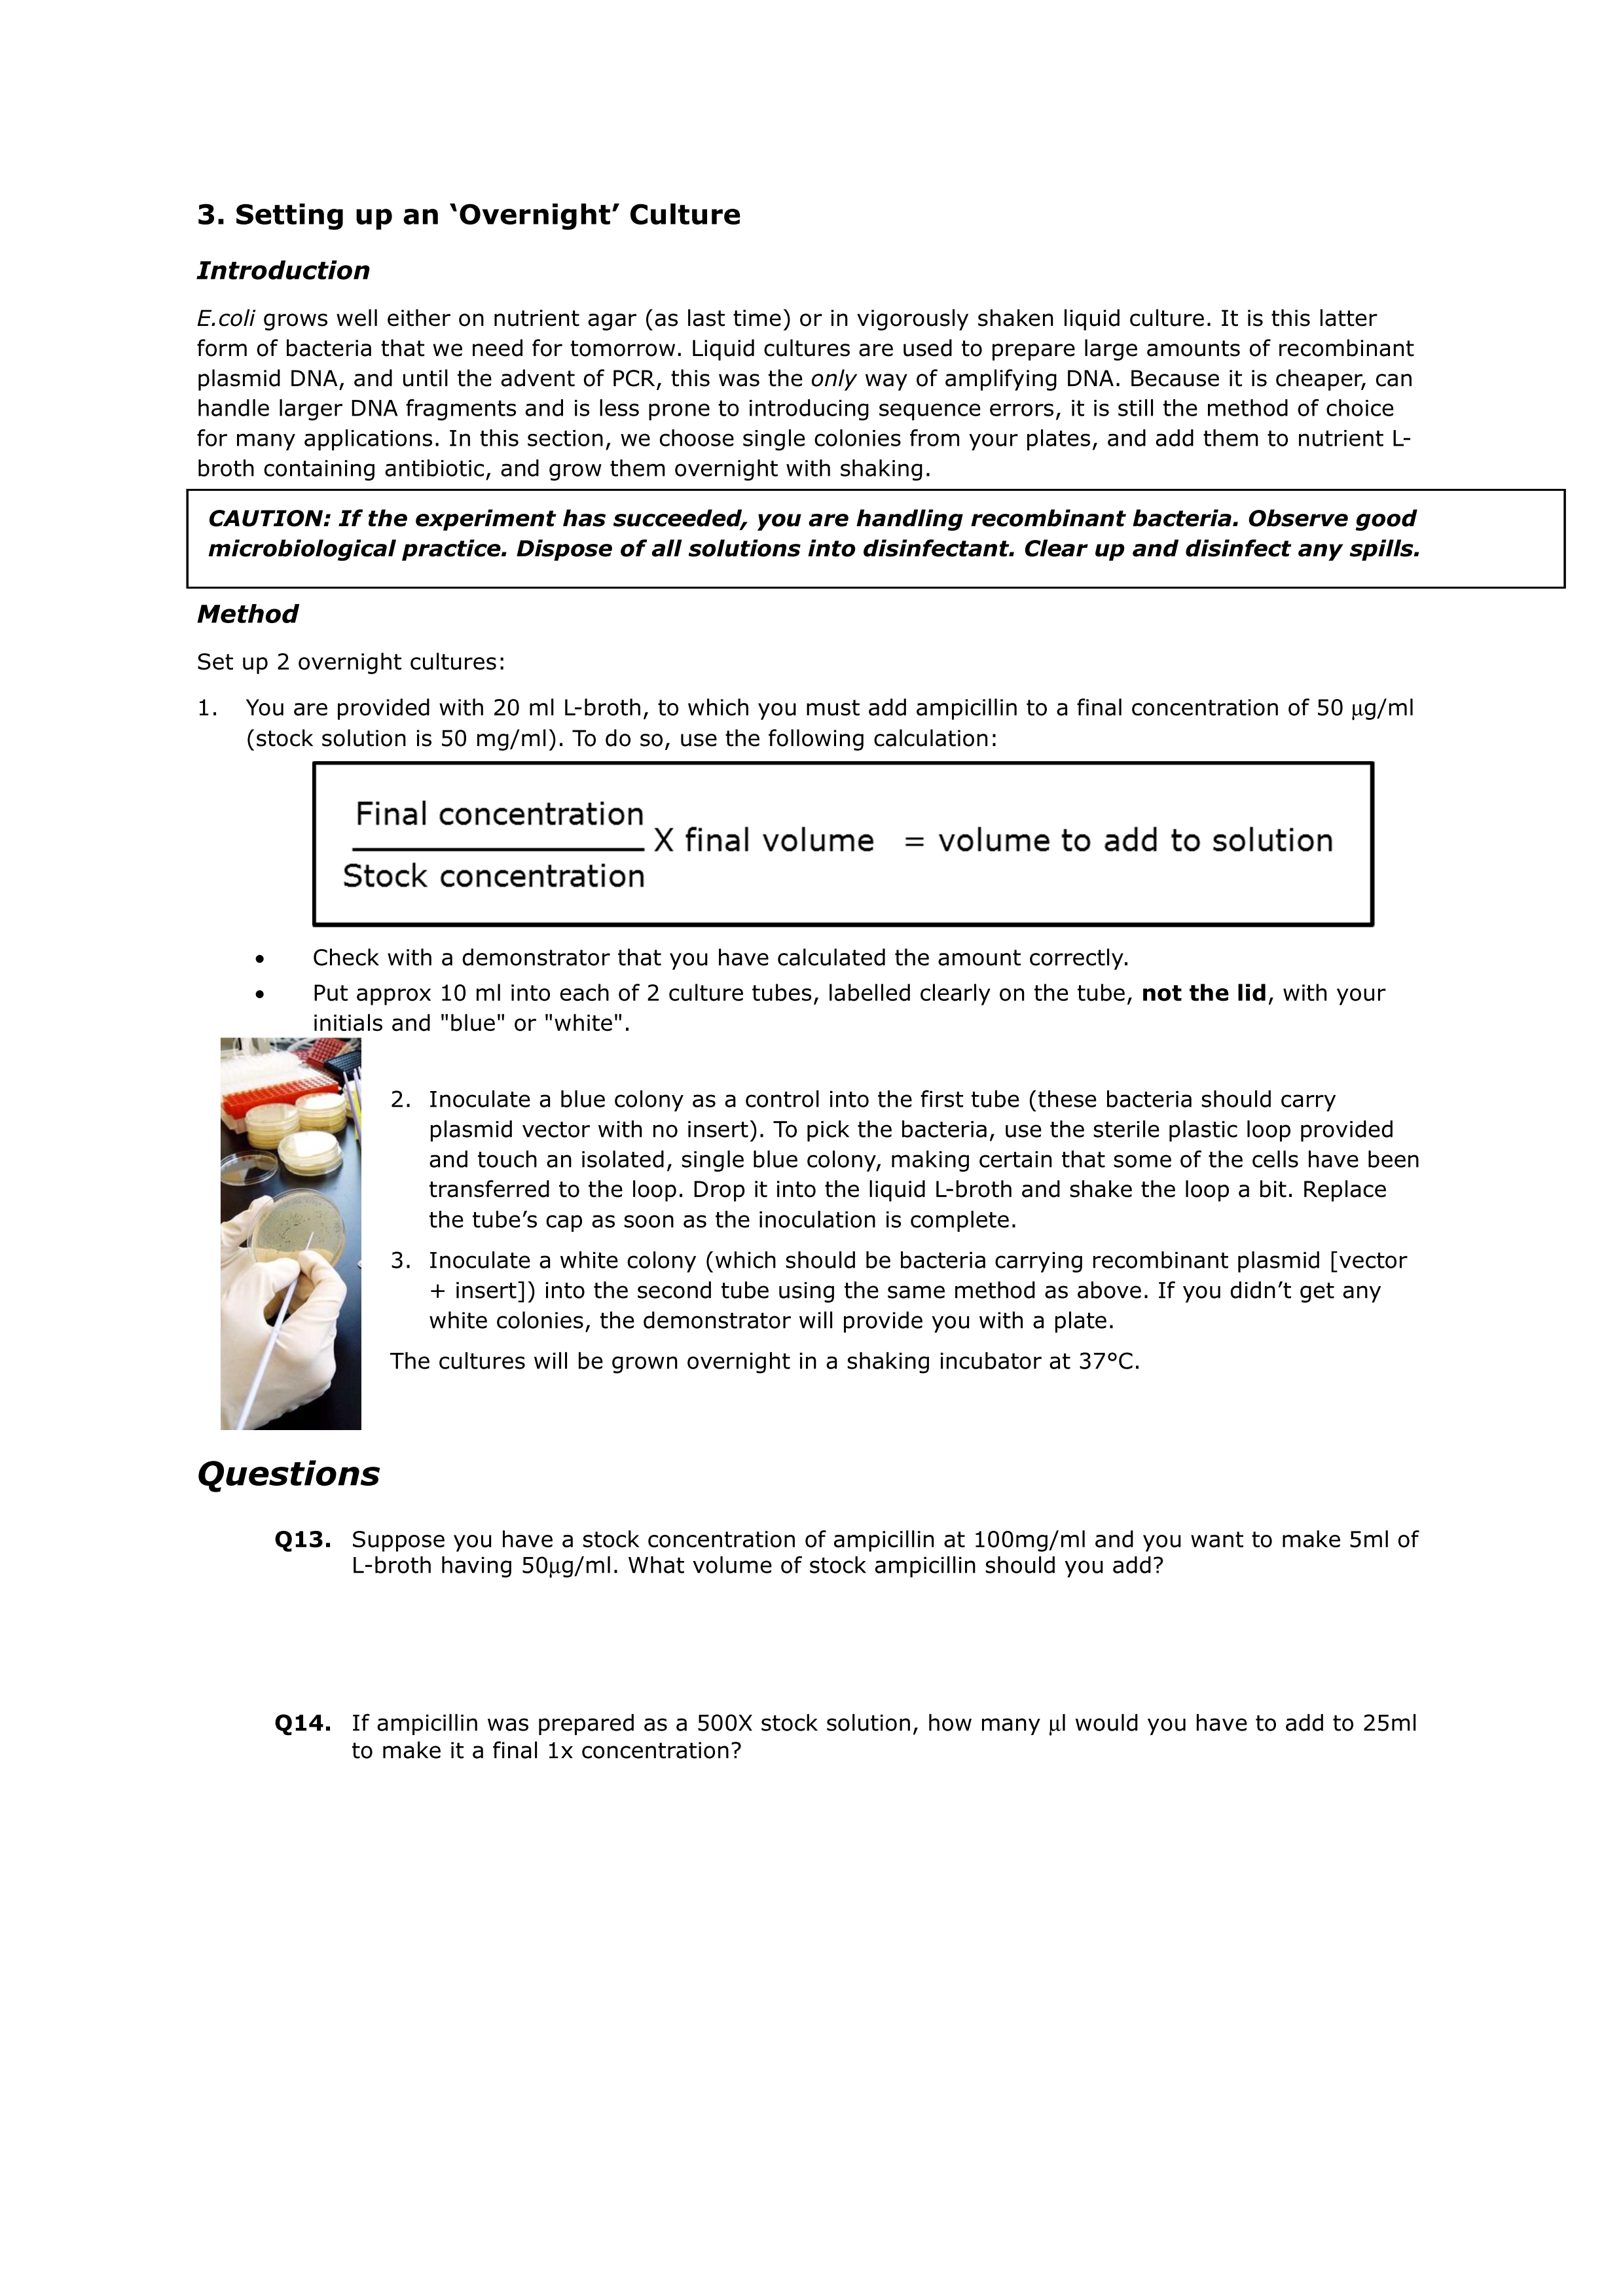 3. Setting up an ‘Overnight’ Culture
Introduction
E.coli grows well either on nutrient agar (as last time) or in vigorously shaken liquid culture. It is this latter
form of bacteria that we need for tomorrow. Liquid cultures are used to prepare large amounts of recombinant
plasmid DNA, and until the advent of PCR, this was the only way of amplifying DNA. Because it is cheaper, can
handle larger DNA fragments and is less prone to introducing sequence errors, it is still the method of choice
for many applications. In this section, we choose single colonies from your plates, and add them to nutrient L-
broth containing antibiotic, and grow them overnight with shaking.
CAUTION: If the experiment has succeeded, you are handling recombinant bacteria. Observe good
microbiological practice. Dispose of all solutions into disinfectant. Clear up and disinfect any spills.
Method
Set up 2 overnight cultures:
1. You are provided with 20 ml L-broth, to which you must add ampicillin to a final concentration of 50 μg/ml
(stock solution is 50 mg/ml). To do so, use the following calculation:
Final concentration
X final volume = volume to add to solution
Stock concentration
• Check with a demonstrator that you have calculated the amount correctly.
• Put approx 10 ml into each of 2 culture tubes, labelled clearly on the tube, not the lid, with your
initials and "blue" or "white".
2. Inoculate a blue colony as a control into the first tube (these bacteria should carry
plasmid vector with no insert). To pick the bacteria, use the sterile plastic loop provided
and touch an isolated, single blue colony, making certain that some of the cells have been
transferred to the loop. Drop it into the liquid L-broth and shake the loop a bit. Replace
the tube’s cap as soon as the inoculation is complete.
3. Inoculate a white colony (which should be bacteria carrying recombinant plasmid [vector
+ insert]) into the second tube using the same method as above. If you didn’t get any
white colonies, the demonstrator will provide you with a plate.
The cultures will be grown overnight in a shaking incubator at 37°C.
Questions
Q13. Suppose you have a stock concentration of ampicillin at 100mg/ml and you want to make 5ml of
L-broth having 50μg/ml. What volume of stock ampicillin should you add?
Q14. If ampicillin was prepared as a 500X stock solution, how many μl would you have to add to 25ml
to make it a final 1x concentration?